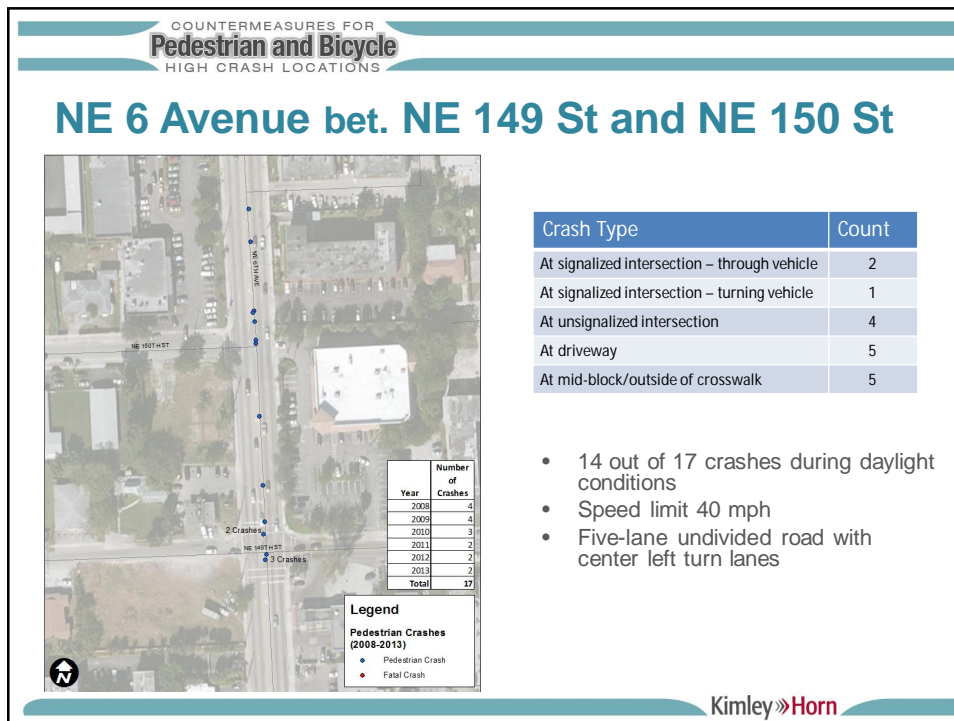 COUNTERMEASURES FOR
Pedestrian and Bicycle
HIGH CRASH LOCATIONS
NE 6 Avenue bet. NE 149 St and NE 150 St
NE 6TH AVE
NE 150TH ST
2 Crashes
NE 149TH ST
3 Crashes
Year Number of Crashes
2008 4
2009 4
2010 3
2011 2
2012 2
2013 2
Total 17
Legend
Pedestrian Crashes
(2008-2013)
Pedestrian Crash
Fatal Crash
N
Crash Type Count
At signalized intersection – through vehicle 2
At signalized intersection – turning vehicle 1
At unsignalized intersection 4
At driveway 5
At mid-block/outside of crosswalk 5
• 14 out of 17 crashes during daylight
conditions
• Speed limit 40 mph
• Five-lane undivided road with
center left turn lanes
Kimley»Horn